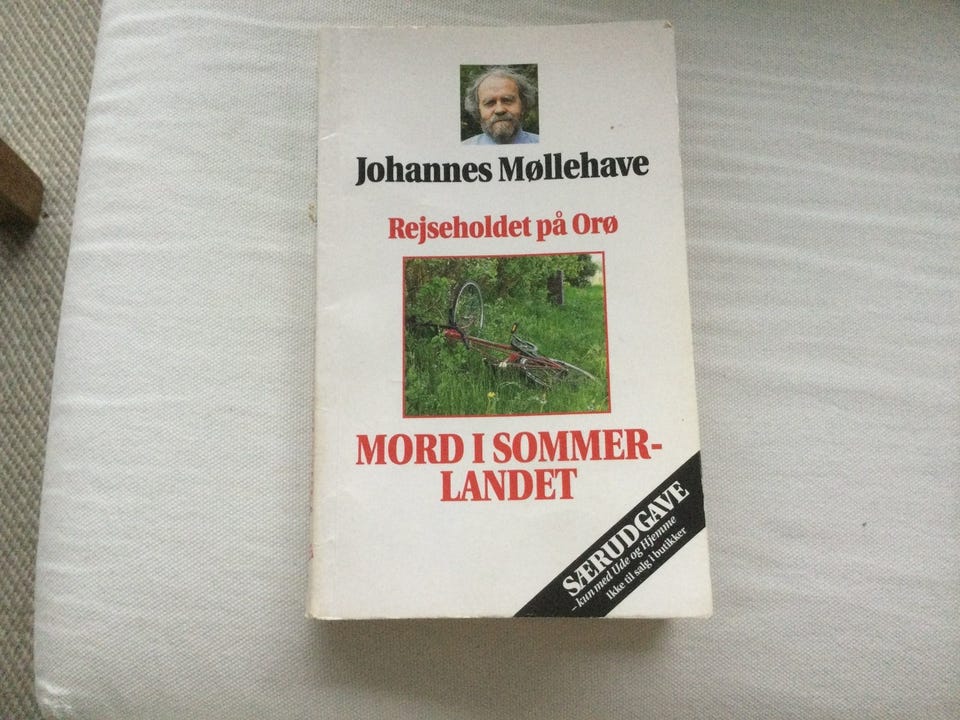 Johannes Møllehave
Rejseholdet på Orø
MORD I SOMMER-
LANDET
SÆRUDGAVE
– kun med Ude og Hjemme
Ikke til salg i butikker